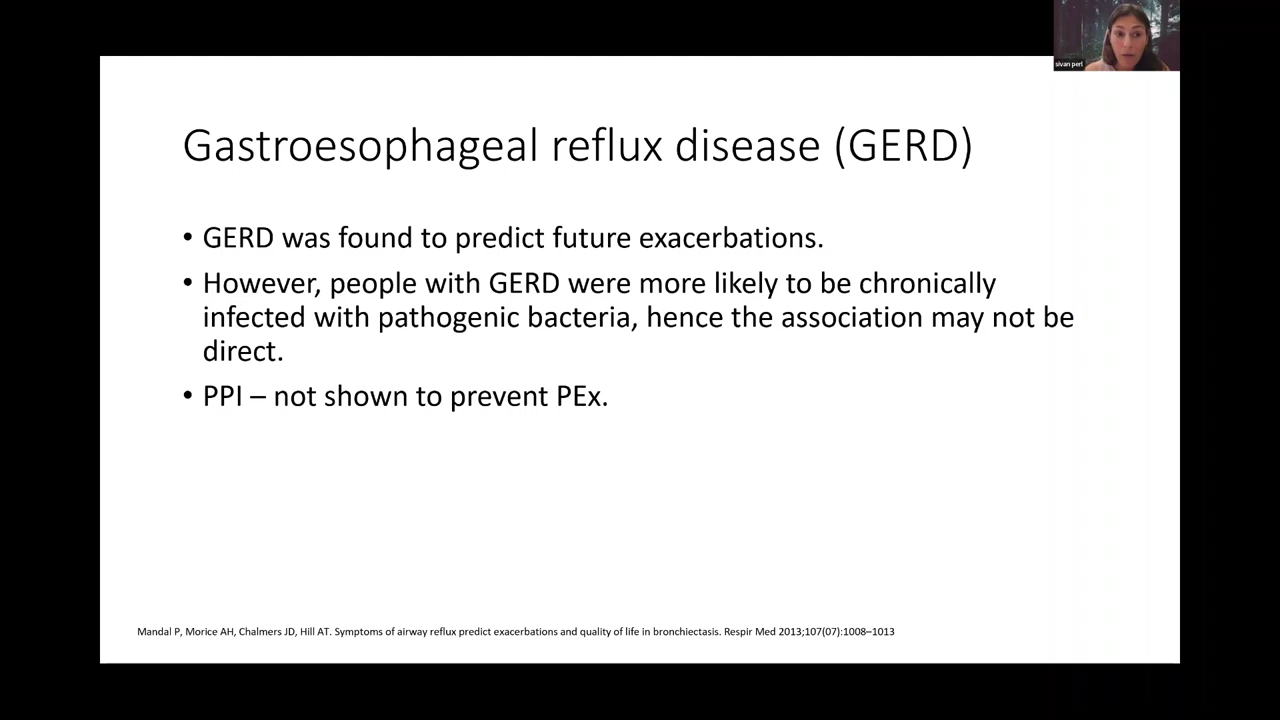 sivan perl
Gastroesophageal reflux disease (GERD)
• GERD was found to predict future exacerbations.
• However, people with GERD were more likely to be chronically
infected with pathogenic bacteria, hence the association may not be
direct.
• PPI – not shown to prevent PEx.
Mandal P, Morice AH, Chalmers JD, Hill AT. Symptoms of airway reflux predict exacerbations and quality of life in bronchiectasis. Respir Med 2013;107(07):1008–1013